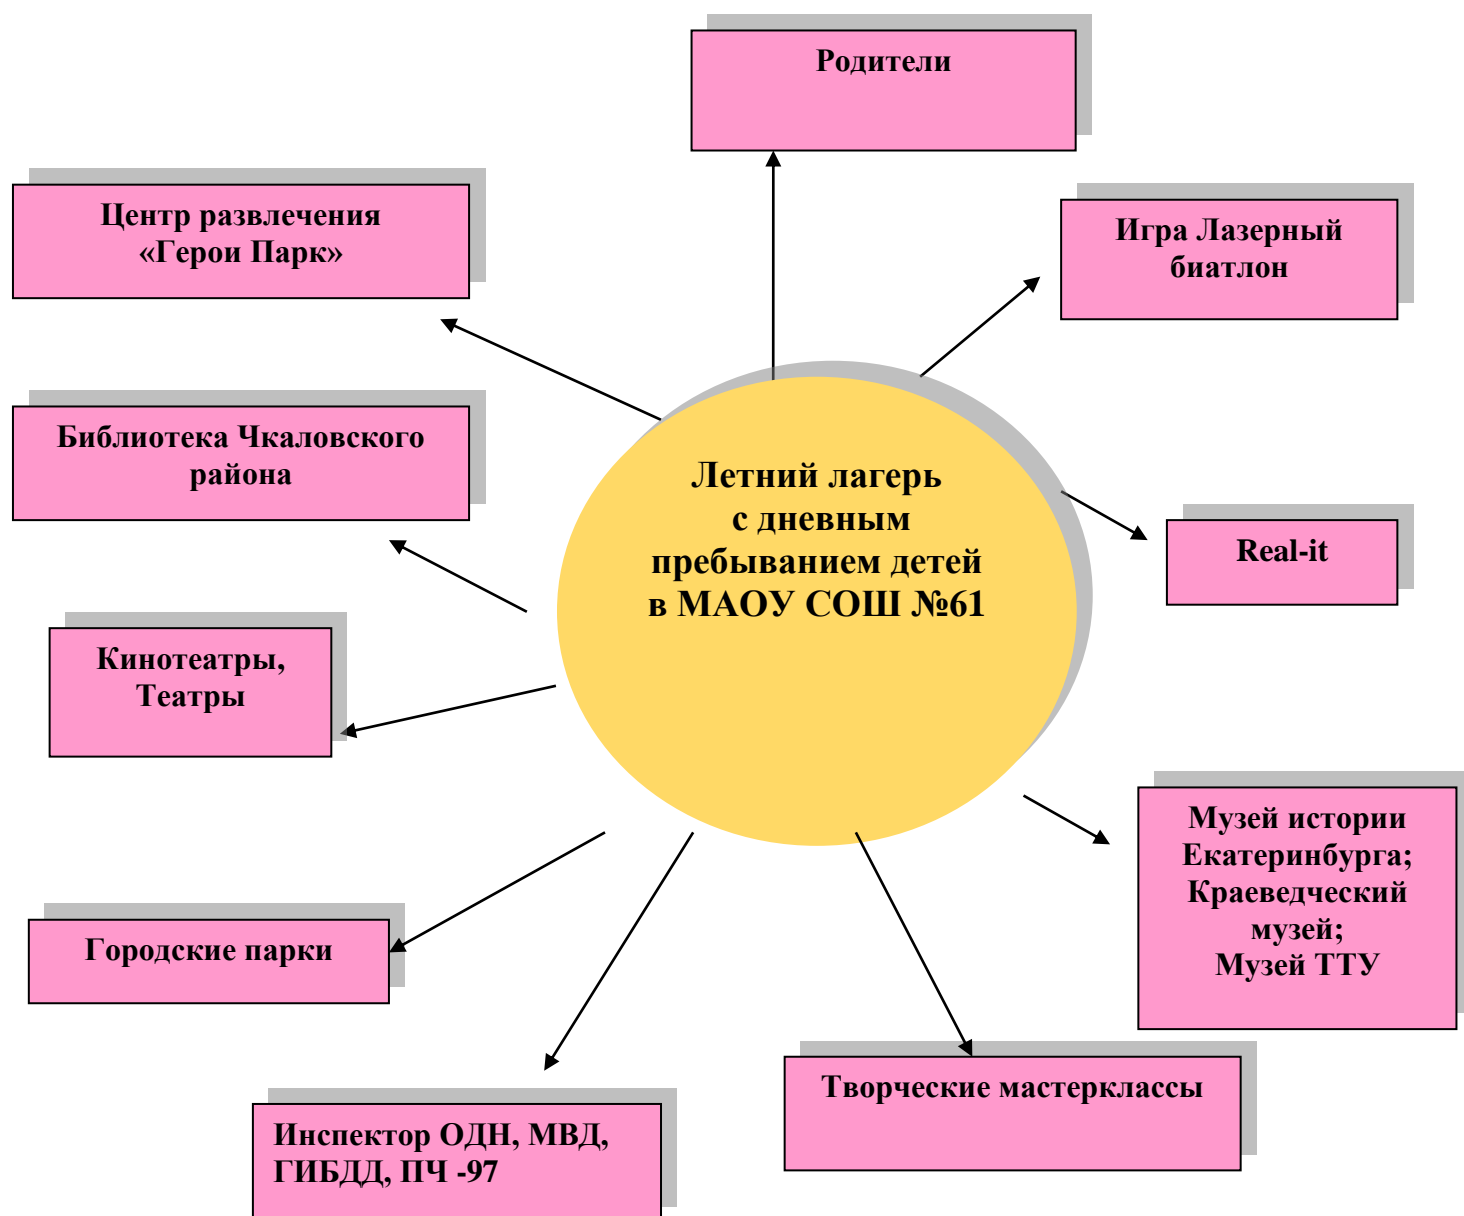 Родители
Центр развлечения
«Герои Парк»
Игра Лазерный
биатлон
Библиотека Чкаловского
района
Летний лагерь
с дневным
пребыванием детей
в МАОУ СОШ №61
Real-it
Кинотеатры,
Театры
Музей истории
Екатеринбурга;
Краеведческий
музей;
Музей ТТУ
Городские парки
Творческие мастерклассы
Инспектор ОДН, МВД,
ГИБДД, ПЧ -97